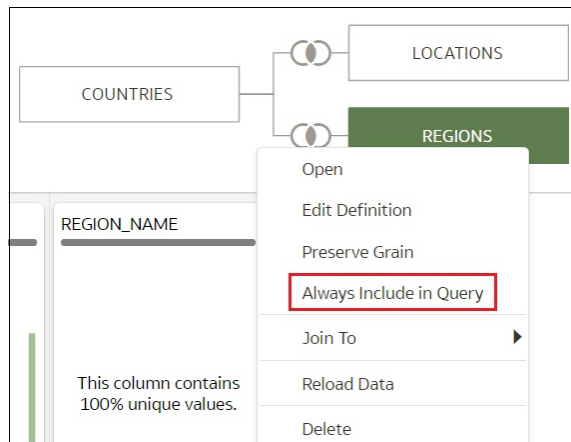 LOCATIONS
COUNTRIES
REGIONS
Open
Edit Definition
Preserve Grain
Always Include in Query
Join To
Reload Data
Delete
REGION_NAME
This column contains
100% unique values.